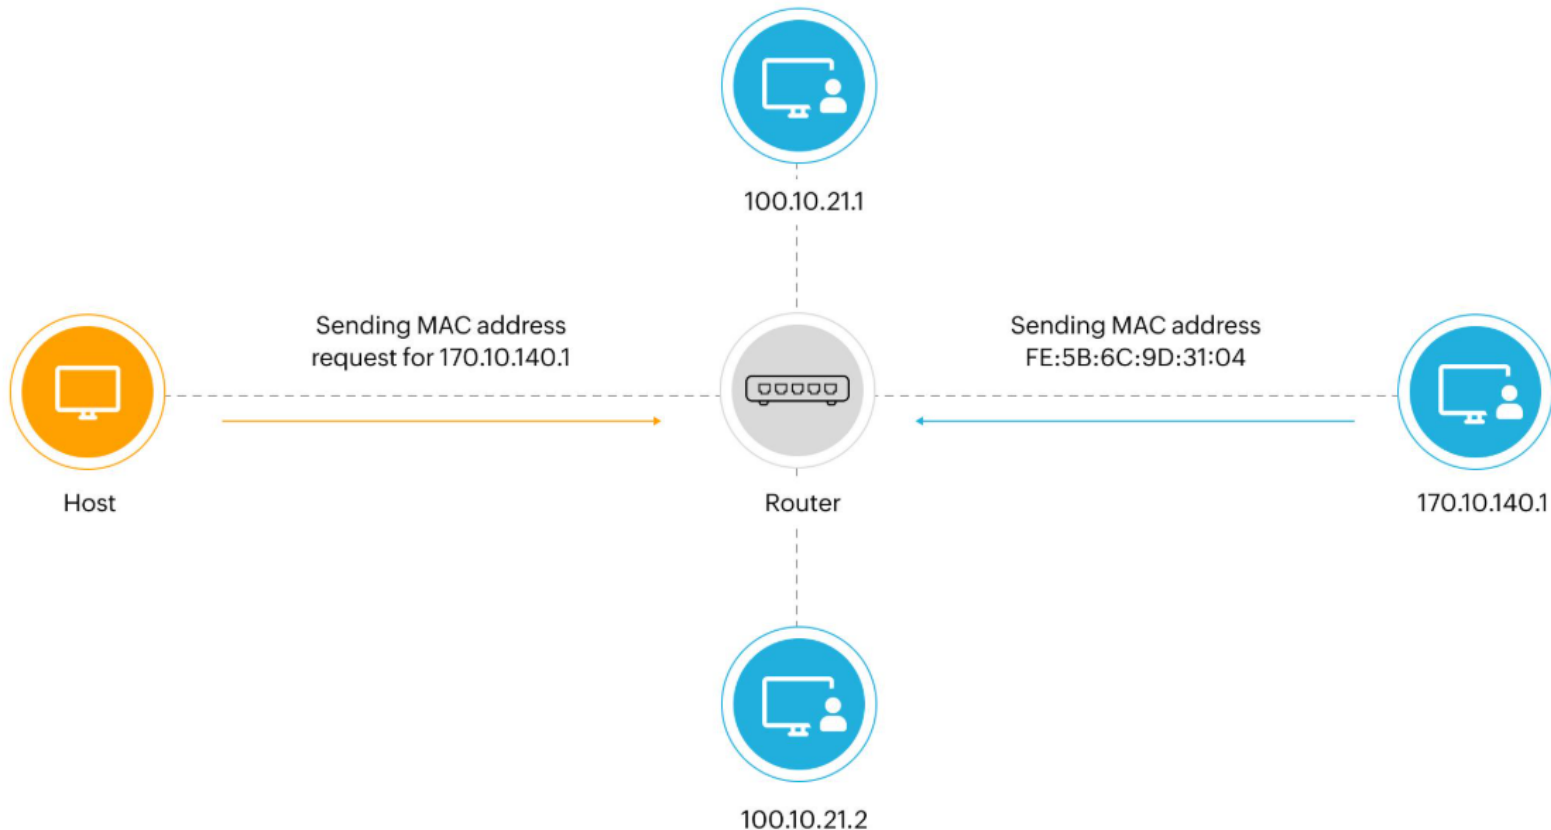 100.10.21.1
Sending MAC address
request for 170.10.140.1
Sending MAC address
FE:5B:6C:9D:31:04
Host
Router
170.10.140.1
100.10.21.2